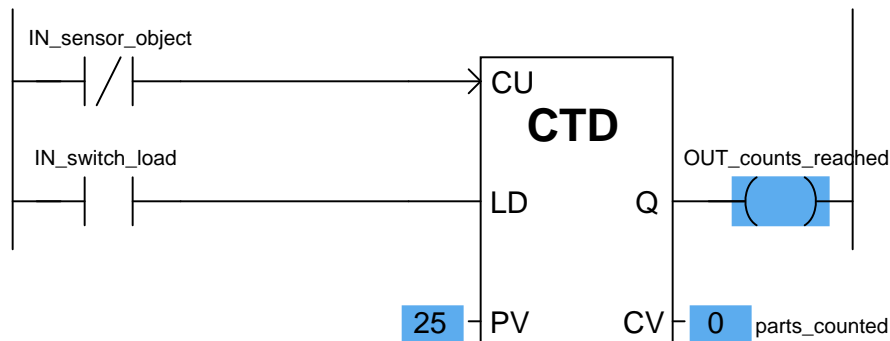 IN_sensor_object
CU
CTD
IN_switch_load
OUT_counts_reached
LD
Q
25
PV
CV
0
parts_counted